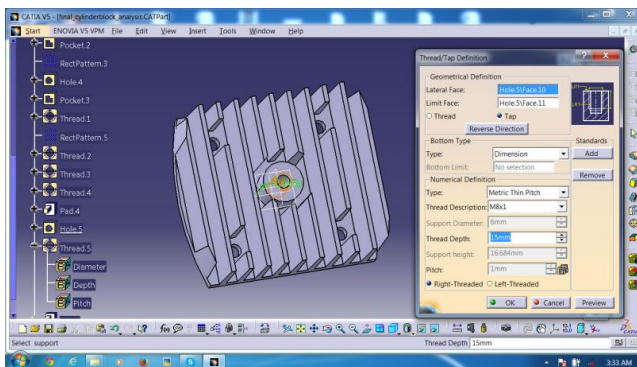 CATIA V5 - [final_cylinderblock_analysis.CATPart]
Start ENOVIA V5 VPM File Edit View Insert Tools Window Help
Pocket.2
RectPattern.3
Hole.4
Pocket.3
Thread.1
RectPattern.5
Thread.2
Thread.3
Thread.4
Pad.4
Hole.5
Thread.5
Diameter
Depth
Pitch
Thread/Tap Definition
Geometrical Definition
Lateral Face: Hole.5\Face.10
Limit Face: Hole.5\Face.11
Thread Tap
Reverse Direction
Bottom Type
Type: Dimension
Bottom Limit: No selection
Numerical Definition
Type: Metric Thin Pitch
Thread Description: M8x1
Support Diameter: 6mm
Thread Depth: 15mm
Support height: 16.684mm
Pitch: 1mm
Right-Threaded Left-Threaded
Standards
Add
Remove
OK Cancel Preview
Select support
Thread Depth 15mm
3:33 AM